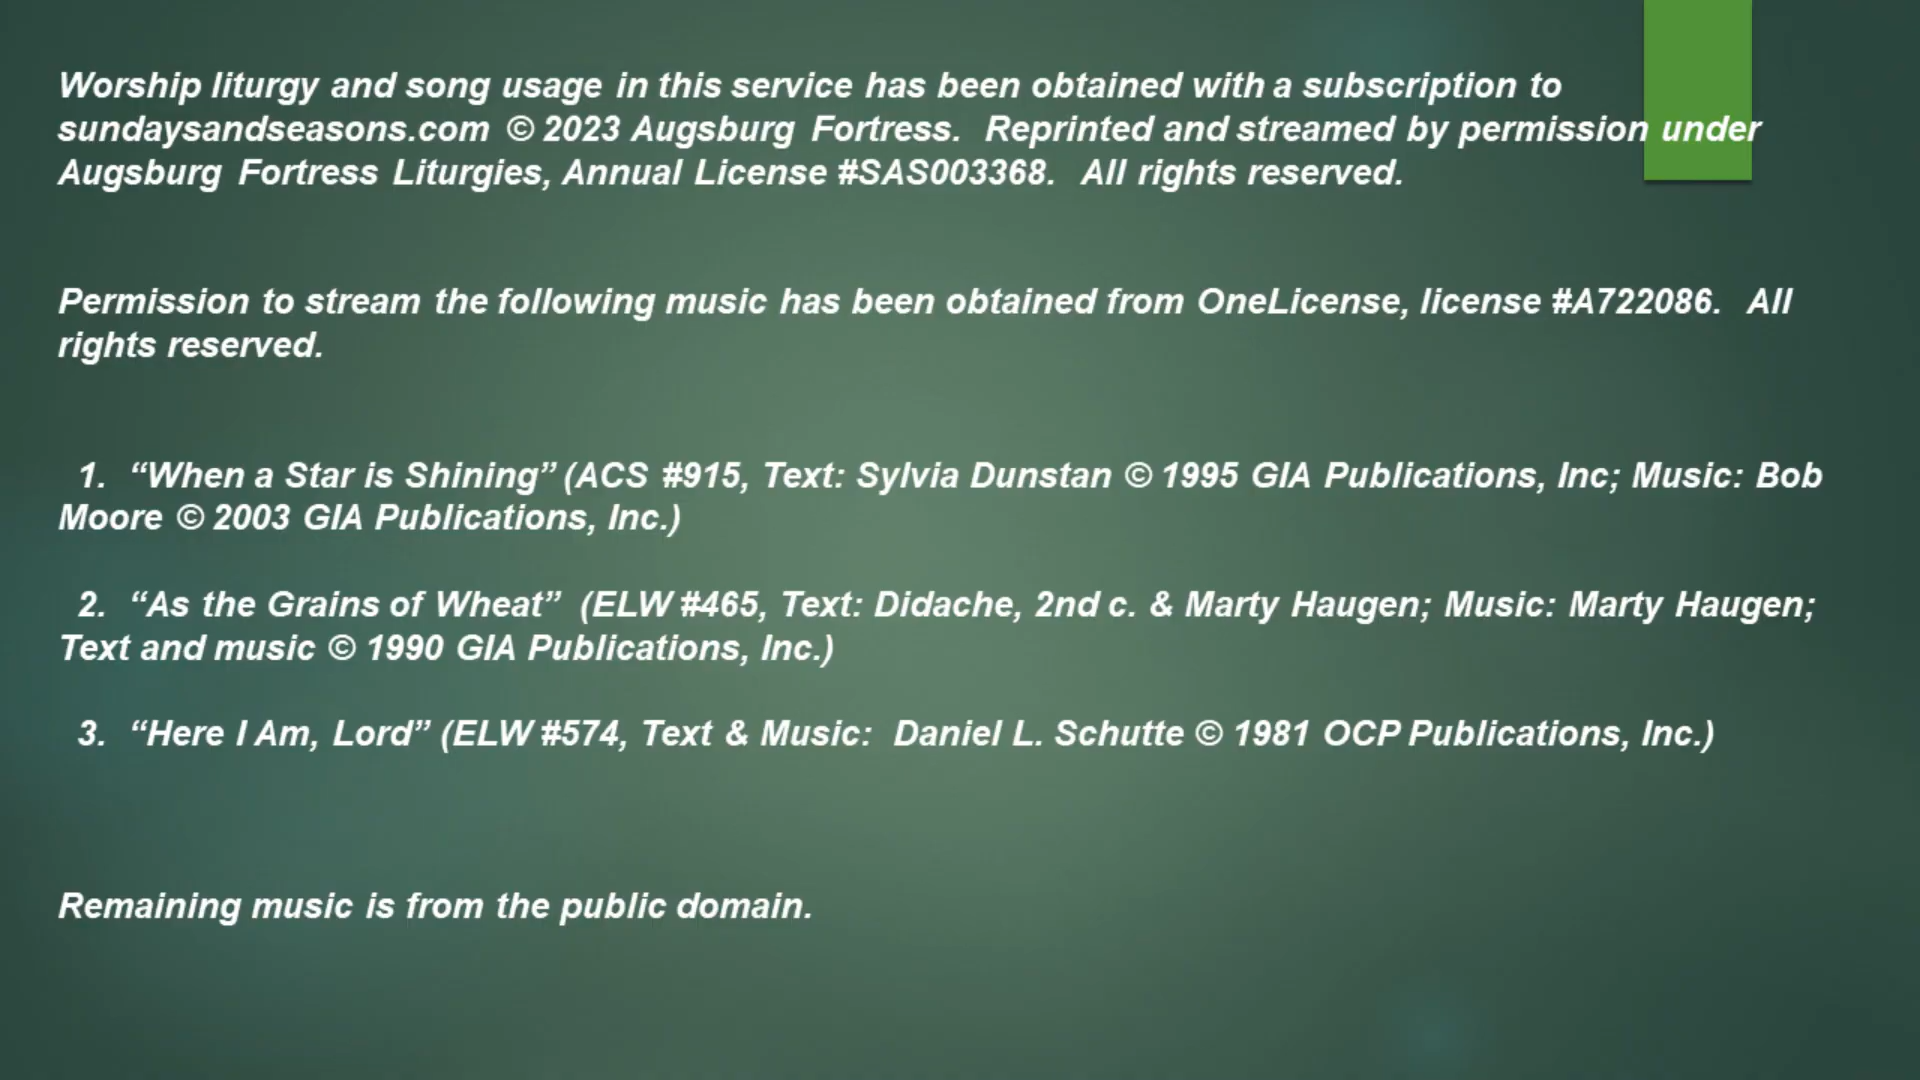 Worship liturgy and song usage in this service has been obtained with a subscription to
sundaysandseasons.com © 2023 Augsburg Fortress. Reprinted and streamed by permission under
Augsburg Fortress Liturgies, Annual License #SAS003368. All rights reserved.
Permission to stream the following music has been obtained from OneLicense, license #A722086. All
rights reserved.
1. “When a Star is Shining” (ACS #915, Text: Sylvia Dunstan © 1995 GIA Publications, Inc; Music: Bob
Moore © 2003 GIA Publications, Inc.)
2. “As the Grains of Wheat” (ELW #465, Text: Didache, 2nd c. & Marty Haugen; Music: Marty Haugen;
Text and music © 1990 GIA Publications, Inc.)
3. “Here I Am, Lord” (ELW #574, Text & Music: Daniel L. Schutte © 1981 OCP Publications, Inc.)
Remaining music is from the public domain.